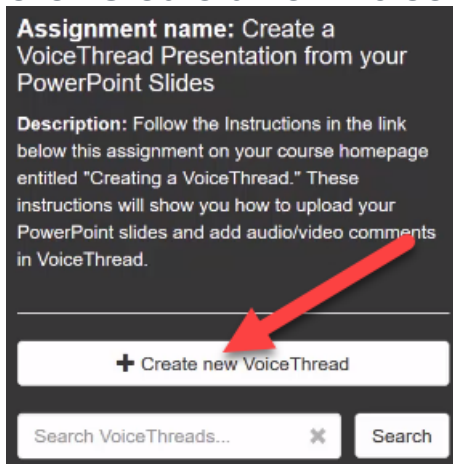 Assignment name: Create a
VoiceThread Presentation from your
PowerPoint Slides
Description: Follow the Instructions in the link
below this assignment on your course homepage
entitled "Creating a VoiceThread." These
instructions will show you how to upload your
PowerPoint slides and add audio/video comments
in VoiceThread.
+ Create new VoiceThread
Search VoiceThreads... ✖ Search